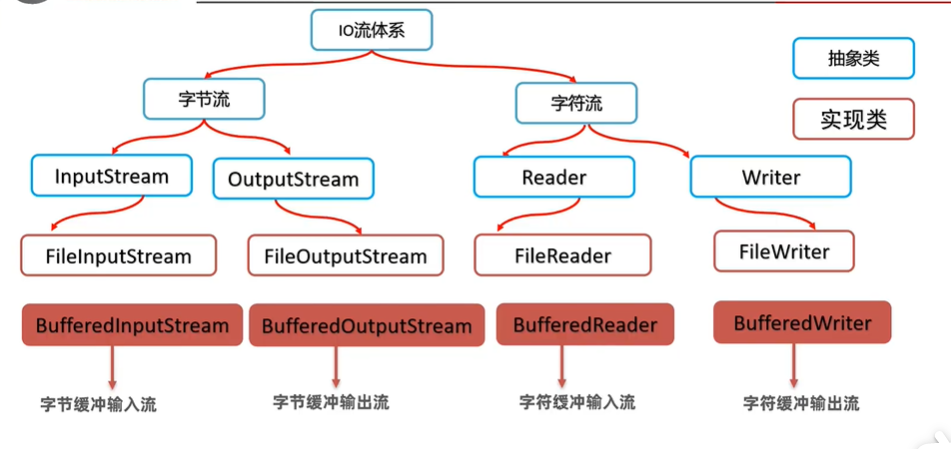 IO流体系
抽象类
字节流
字符流
实现类
InputStream
OutputStream
Reader
Writer
FileInputStream
FileOutputStream
FileReader
FileWriter
BufferedInputStream
BufferedOutputStream
BufferedReader
BufferedWriter
字节缓冲输入流
字节缓冲输出流
字符缓冲输入流
字符缓冲输出流